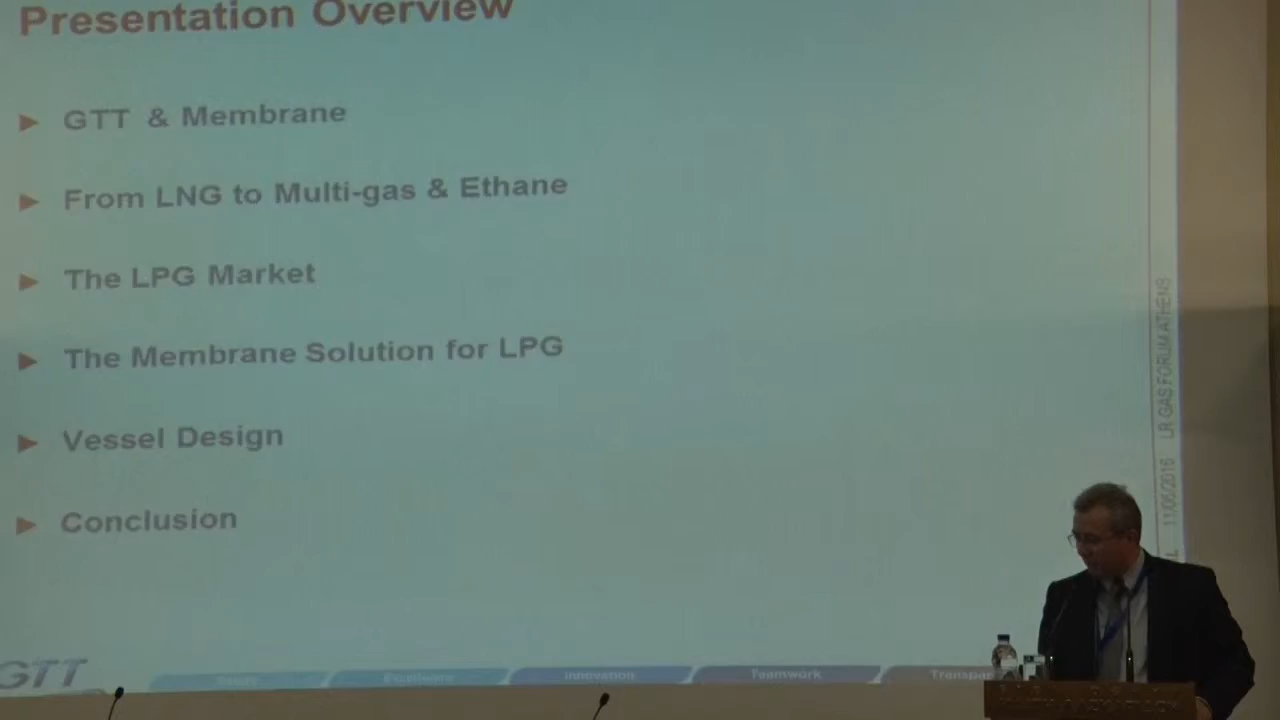 Presentation Overview
► GTT & Membrane
► From LNG to Multi-gas & Ethane
► The LPG Market
► The Membrane Solution for LPG
► Vessel Design
► Conclusion
LR GAS FORUM ATHENS
GTT
Excellence
Innovation
Teamwork